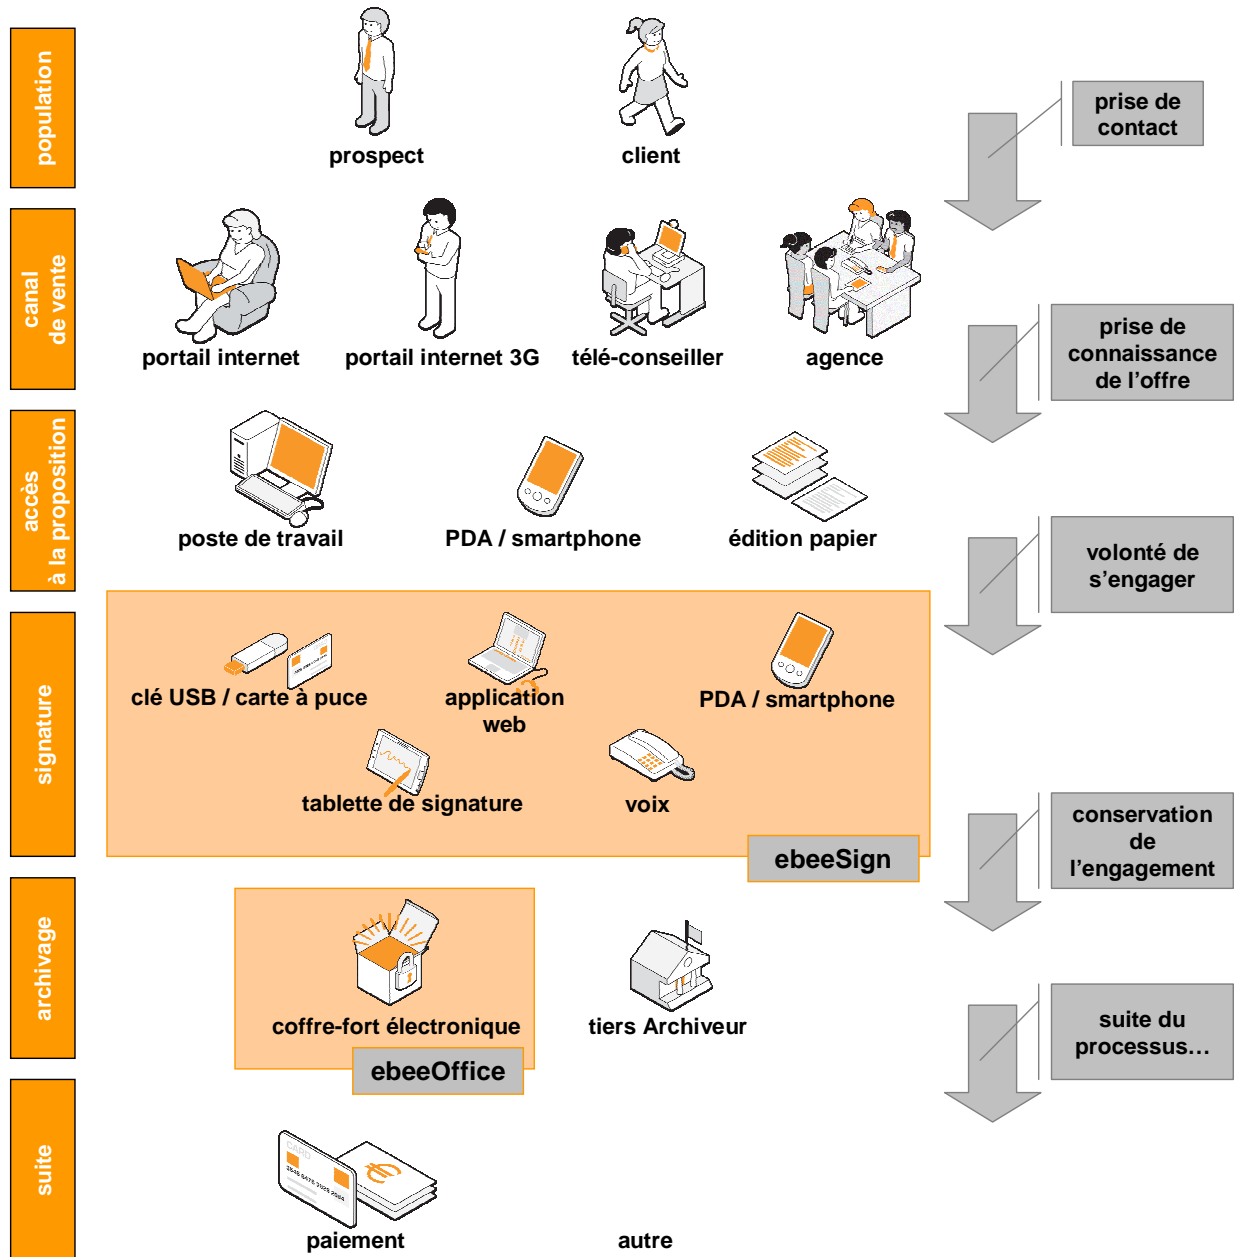 population
prospect
client
prise de
contact
canal
de vente
portail internet
portail internet 3G
télé-conseiller
agence
prise de
connaissance
de l’offre
accès
à la proposition
poste de travail
PDA / smartphone
édition papier
volonté de
s’engager
signature
clé USB / carte à puce
application
web
PDA / smartphone
tablette de signature
voix
ebeeSign
conservation
de
l’engagement
archivage
coffre-fort électronique
tiers Archiveur
ebeeOffice
suite du
processus…
suite
CARD
paiement
autre